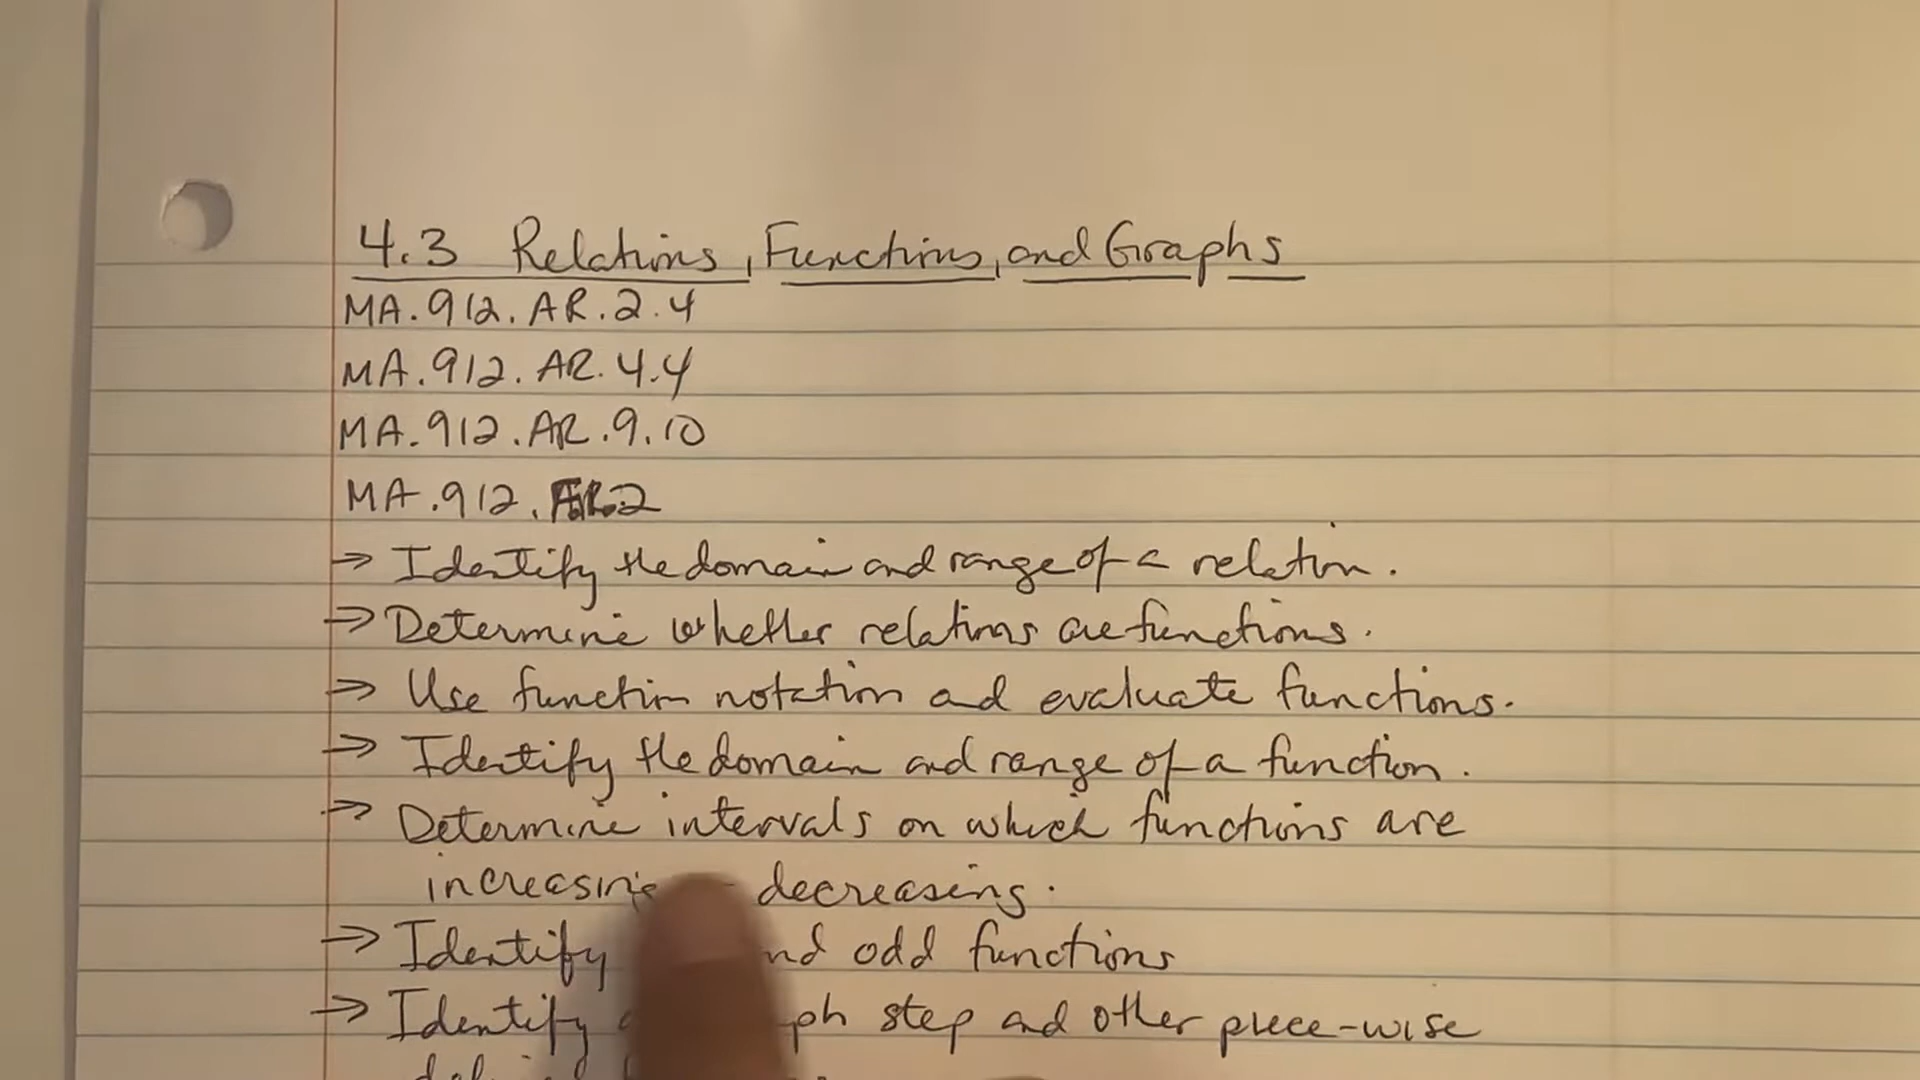 4.3 Relations, Functions, and Graphs
MA.912.AR.2.4
MA.912.AR.4.4
MA.912.AR.9.10
MA.912.
→ Identify the domain and range of a relation.
→ Determine whether relations are functions.
→ Use function notation and evaluate functions.
→ Identify the domain and range of a function.
→ Determine intervals on which functions are
increasing decreasing.
→ Identify odd functions
→ Identify step and other piece-wise